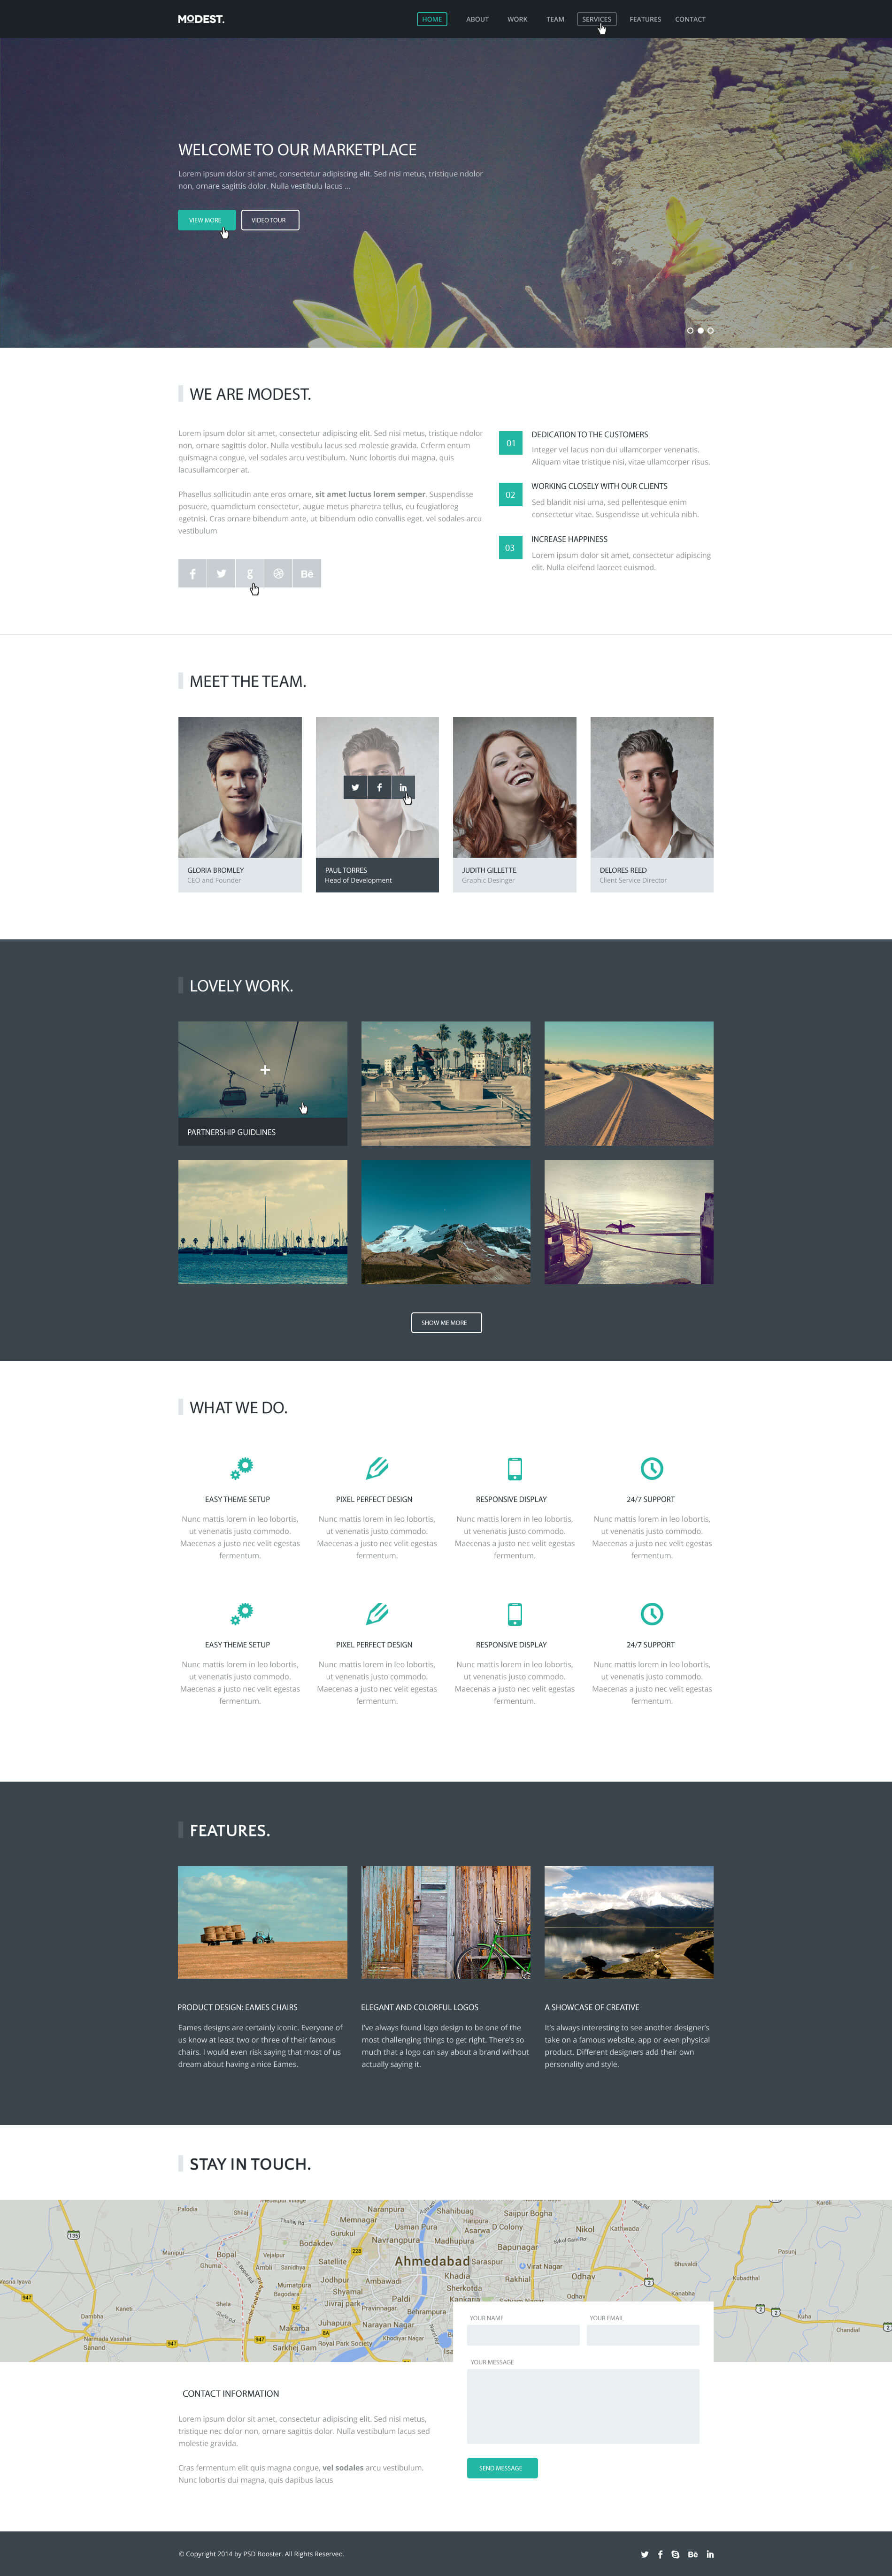 MODEST.
HOME ABOUT WORK TEAM SERVICES FEATURES CONTACT
WELCOME TO OUR MARKETPLACE
Lorem ipsum dolor sit amet, consectetur adipiscing elit. Sed nisi metus, tristique ndolor
non, ornare sagittis dolor. Nulla vestibulu lacus ...
VIEW MORE VIDEO TOUR
WE ARE MODEST.
Lorem ipsum dolor sit amet, consectetur adipiscing elit. Sed nisi metus, tristique ndolor
non, ornare sagittis dolor. Nulla vestibulu lacus sed molestie gravida. Crferm entum
quismagna congue, vel sodales arcu vestibulum. Nunc lobortis dui magna, quis
lacusullamcorper at.
Phasellus sollicitudin ante eros ornare, sit amet luctus lorem semper. Suspendisse
posuere, quamdictum consectetur, augue metus pharetra tellus, eu feugiatloreg
egetnisi. Cras ornare bibendum ante, ut bibendum odio convallis eget. vel sodales arcu
vestibulum
01
DEDICATION TO THE CUSTOMERS
Integer vel lacus non dui ullamcorper venenatis.
Aliquam vitae tristique nisi, vitae ullamcorper risus.
02
WORKING CLOSELY WITH OUR CLIENTS
Sed blandit nisi urna, sed pellentesque enim
consectetur vitae. Suspendisse ut vehicula nibh.
03
INCREASE HAPPINESS
Lorem ipsum dolor sit amet, consectetur adipiscing
elit. Nulla eleifend laoreet euismod.
MEET THE TEAM.
GLORIA BROMLEY
CEO and Founder
PAUL TORRES
Head of Development
JUDITH GILLETTE
Graphic Desinger
DELORES REED
Client Service Director
LOVELY WORK.
PARTNERSHIP GUIDLINES
SHOW ME MORE
WHAT WE DO.
EASY THEME SETUP
Nunc mattis lorem in leo lobortis,
ut venenatis justo commodo.
Maecenas a justo nec velit egestas
fermentum.
PIXEL PERFECT DESIGN
Nunc mattis lorem in leo lobortis,
ut venenatis justo commodo.
Maecenas a justo nec velit egestas
fermentum.
RESPONSIVE DISPLAY
Nunc mattis lorem in leo lobortis,
ut venenatis justo commodo.
Maecenas a justo nec velit egestas
fermentum.
24/7 SUPPORT
Nunc mattis lorem in leo lobortis,
ut venenatis justo commodo.
Maecenas a justo nec velit egestas
fermentum.
EASY THEME SETUP
Nunc mattis lorem in leo lobortis,
ut venenatis justo commodo.
Maecenas a justo nec velit egestas
fermentum.
PIXEL PERFECT DESIGN
Nunc mattis lorem in leo lobortis,
ut venenatis justo commodo.
Maecenas a justo nec velit egestas
fermentum.
RESPONSIVE DISPLAY
Nunc mattis lorem in leo lobortis,
ut venenatis justo commodo.
Maecenas a justo nec velit egestas
fermentum.
24/7 SUPPORT
Nunc mattis lorem in leo lobortis,
ut venenatis justo commodo.
Maecenas a justo nec velit egestas
fermentum.
FEATURES.
PRODUCT DESIGN: EAMES CHAIRS
Eames designs are certainly iconic. Everyone of
us know at least two or three of their famous
chairs. I would even risk saying that most of us
dream about having a nice Eames.
ELEGANT AND COLORFUL LOGOS
I've always found logo design to be one of the
most challenging things to get right. There's so
much that a logo can say about a brand without
actually saying it.
A SHOWCASE OF CREATIVE
It's always interesting to see another designer's
take on a famous website, app or even physical
product. Different designers add their own
personality and style.
STAY IN TOUCH.
Palodia
Shilaj
Memnagar
Naranpura
Shahibuag
Saijpur Bogha
Karoli
Gurukul
Usman Pura
Haripura
Asarwa
D Colony
Nikol
Kathwada
Bopal
Bodakdev
Navrangpura
Madhupura
Bapunagar
Nikol Gam Rd
Manipur
Vejalpur
Satellite
Ahmedabad
Saraspur
Virat Nagar
Pasunj
Bhuvaldi
Ghuma
Ambli
Sanidhya
Jodhpur
Ambawadi
Khadia
Rakhial
Odhav
Kubadthal
Mumatpura
Shyamal
Sherkotda
Kanabha
Bagodara
Shela
Jivraj park
Paldi
Kankaria
Odhav
Pravinnagar
Behrampura
Kaneti
Dambha
Makarba
Juhapura
Narayan Nagar
Kuha
Chandial
Narmada Vasahat
Sanand
Sarkhej Gam
Royal Park Society
Khodiyar Nagar
YOUR NAME YOUR EMAIL
YOUR MESSAGE
SEND MESSAGE
CONTACT INFORMATION
Lorem ipsum dolor sit amet, consectetur adipiscing elit. Sed nisi metus,
tristique nec dolor non, ornare sagittis dolor. Nulla vestibulum lacus sed
molestie gravida.
Cras fermentum elit quis magna congue, vel sodales arcu vestibulum.
Nunc lobortis dui magna, quis dapibus lacus
© Copyright 2014 by PSD Booster. All Rights Reserved.